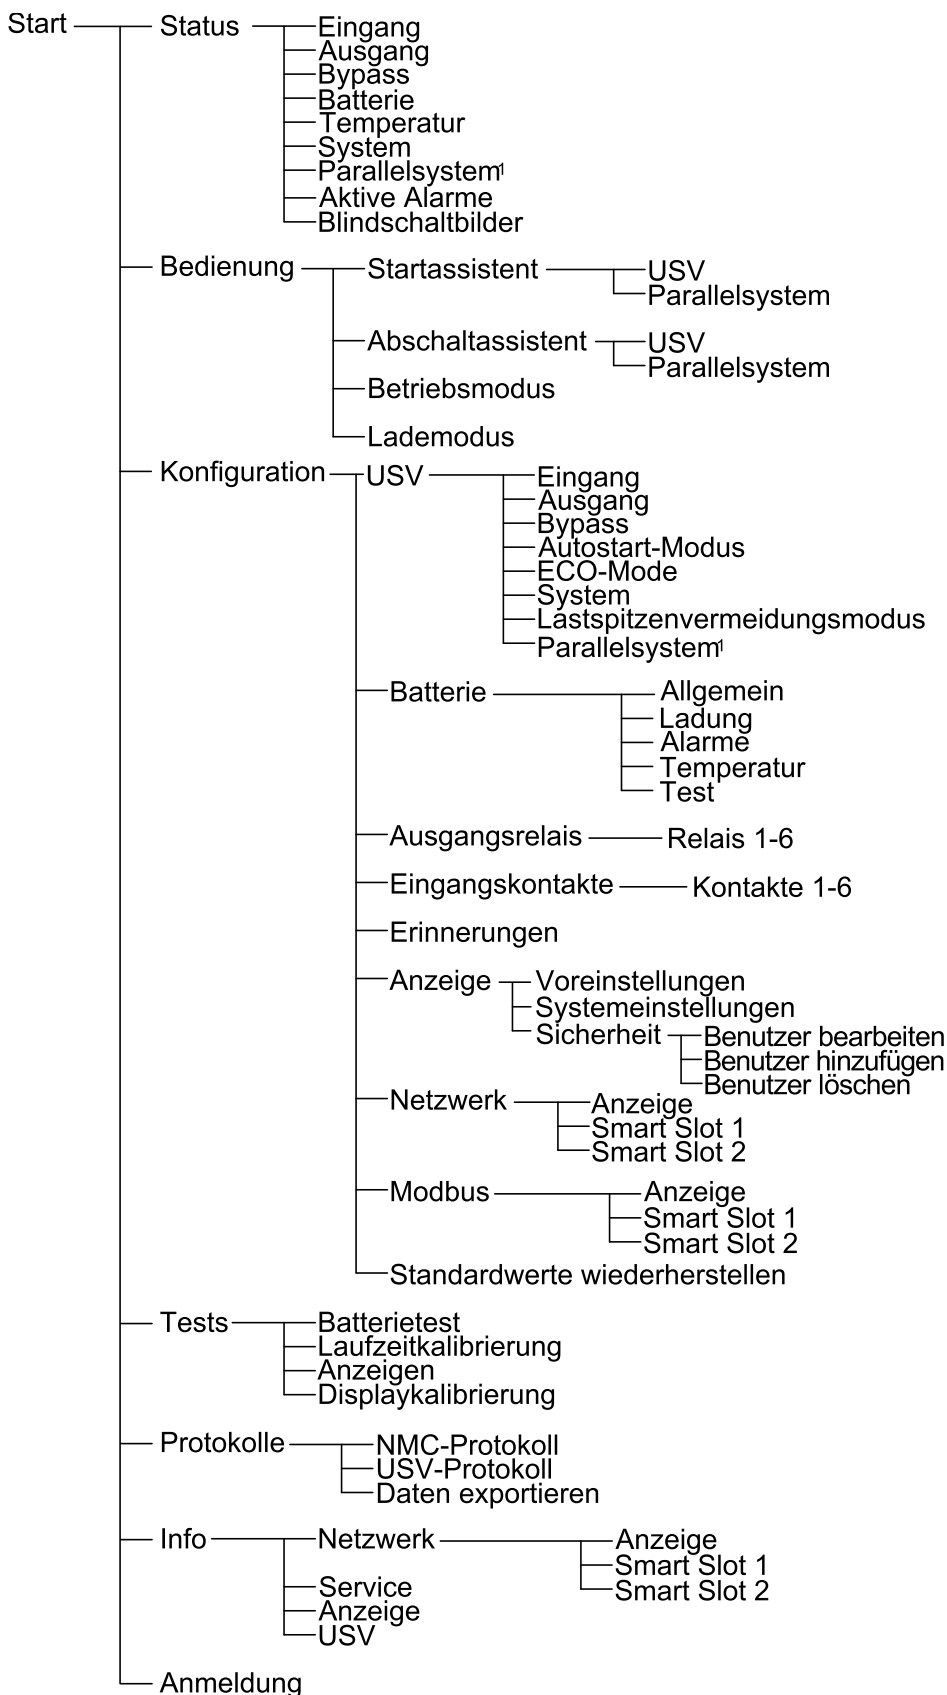 Start
Status
Eingang
Ausgang
Bypass
Batterie
Temperatur
System
Parallelsystem¹
Aktive Alarme
Blindschaltbilder
Bedienung
Startassistent
USV
Parallelsystem
Abschaltassistent
USV
Parallelsystem
Betriebsmodus
Lademodus
Konfiguration
USV
Eingang
Ausgang
Bypass
Autostart-Modus
ECO-Mode
System
Lastspitzenvermeidungsmodus
Parallelsystem¹
Batterie
Allgemein
Ladung
Alarme
Temperatur
Test
Ausgangsrelais
Relais 1-6
Eingangskontakte
Kontakte 1-6
Erinnerungen
Anzeige
Voreinstellungen
Systemeinstellungen
Sicherheit
Benutzer bearbeiten
Benutzer hinzufügen
Benutzer löschen
Netzwerk
Anzeige
Smart Slot 1
Smart Slot 2
Modbus
Anzeige
Smart Slot 1
Smart Slot 2
Standardwerte wiederherstellen
Tests
Batterietest
Laufzeitkalibrierung
Anzeigen
Displaykalibrierung
Protokolle
NMC-Protokoll
USV-Protokoll
Daten exportieren
Info
Netzwerk
Anzeige
Smart Slot 1
Smart Slot 2
Service
Anzeige
USV
Anmeldung